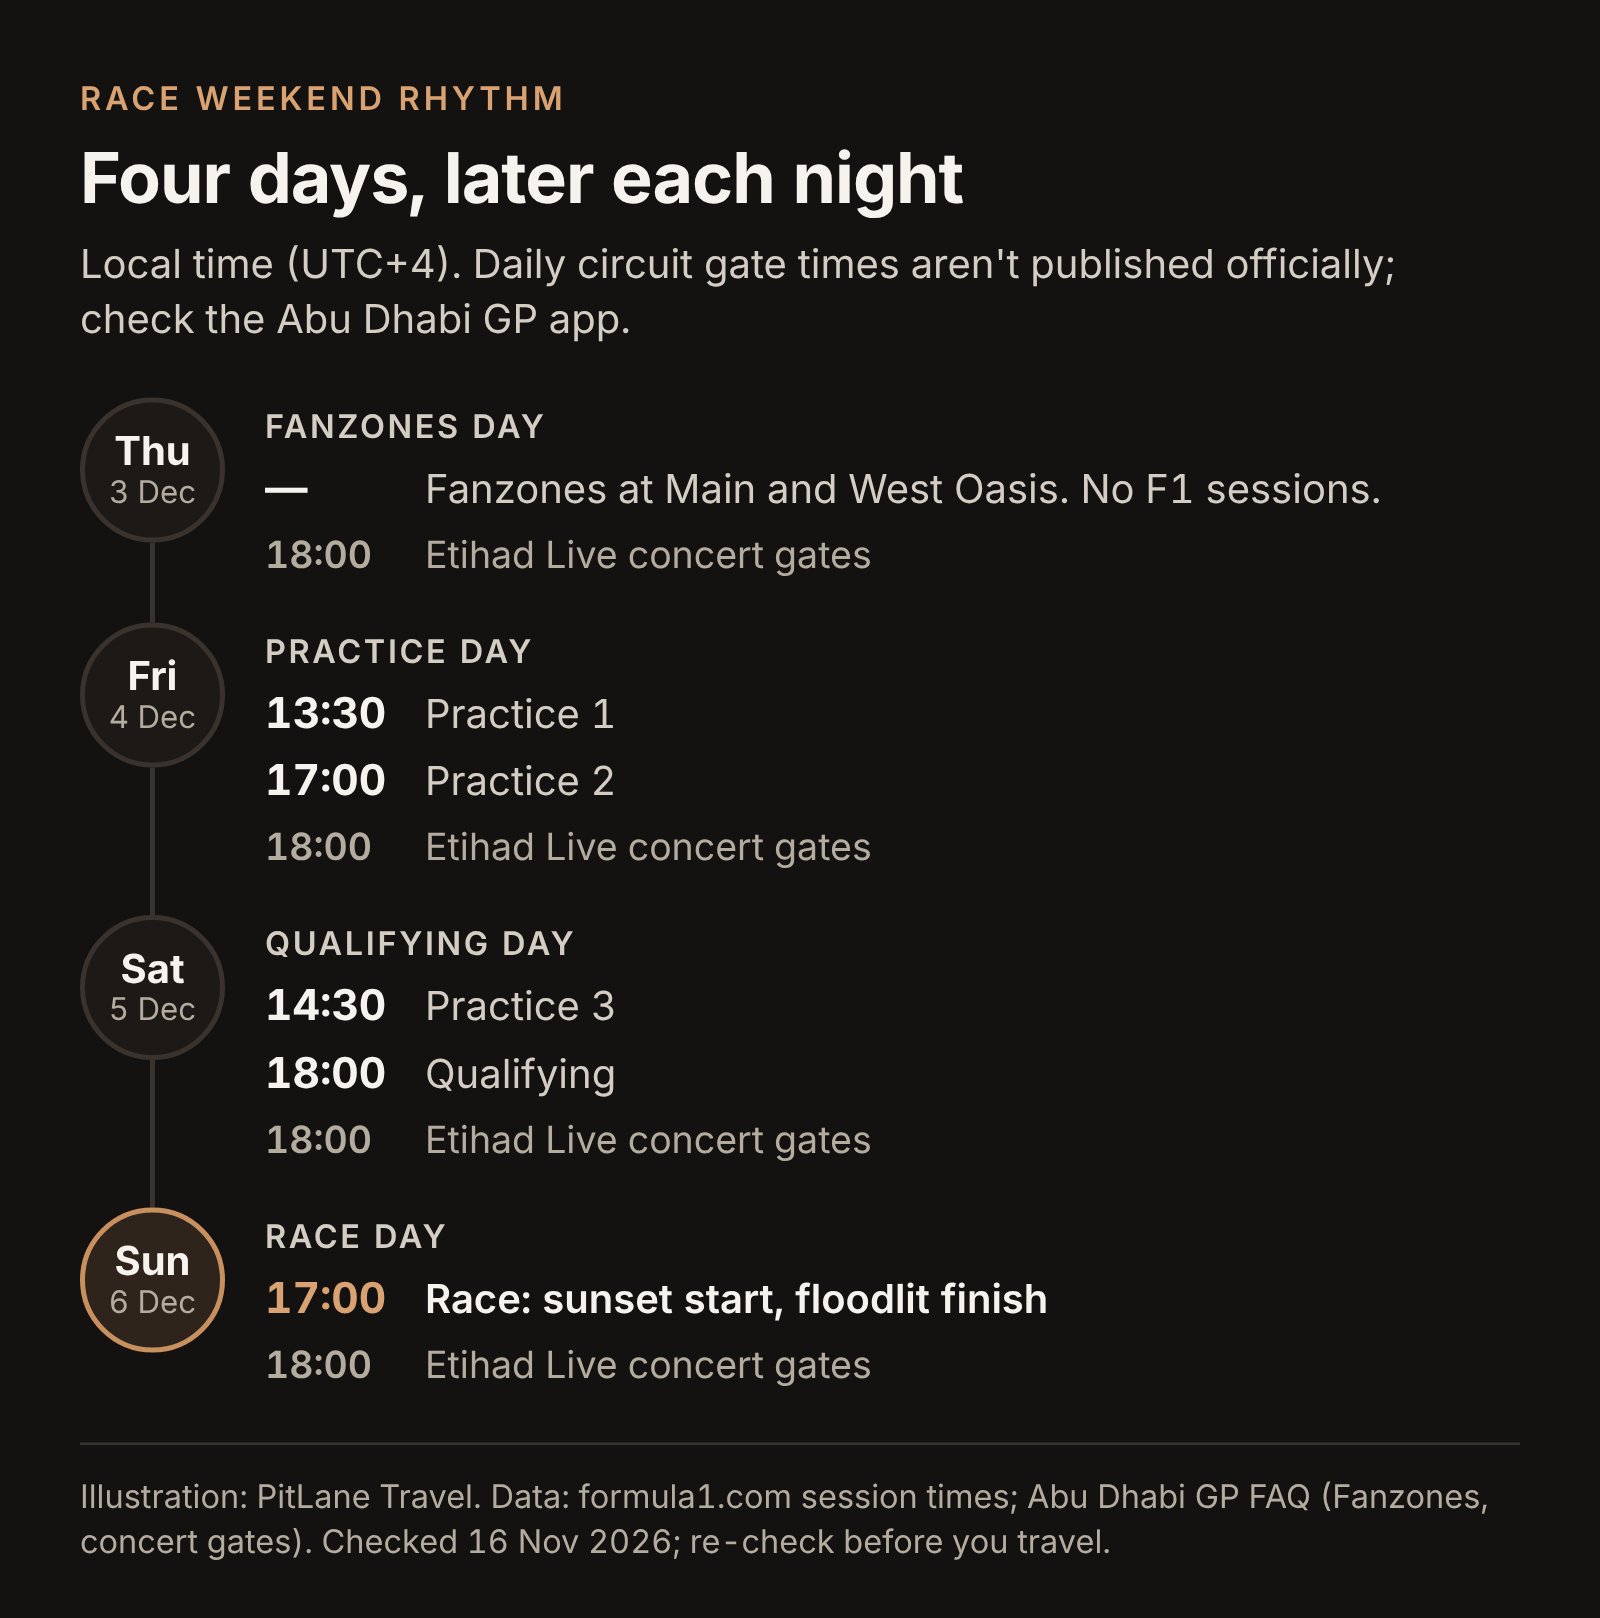 RACE WEEKEND RHYTHM
Four days, later each night
Local time (UTC+4). Daily circuit gate times aren't published officially;
check the Abu Dhabi GP app.
Thu
3 Dec
FANZONES DAY
— Fanzones at Main and West Oasis. No F1 sessions.
18:00 Etihad Live concert gates
Fri
4 Dec
PRACTICE DAY
13:30 Practice 1
17:00 Practice 2
18:00 Etihad Live concert gates
Sat
5 Dec
QUALIFYING DAY
14:30 Practice 3
18:00 Qualifying
18:00 Etihad Live concert gates
Sun
6 Dec
RACE DAY
17:00 Race: sunset start, floodlit finish
18:00 Etihad Live concert gates
Illustration: PitLane Travel. Data: formula1.com session times; Abu Dhabi GP FAQ (Fanzones,
concert gates). Checked 16 Nov 2026; re-check before you travel.